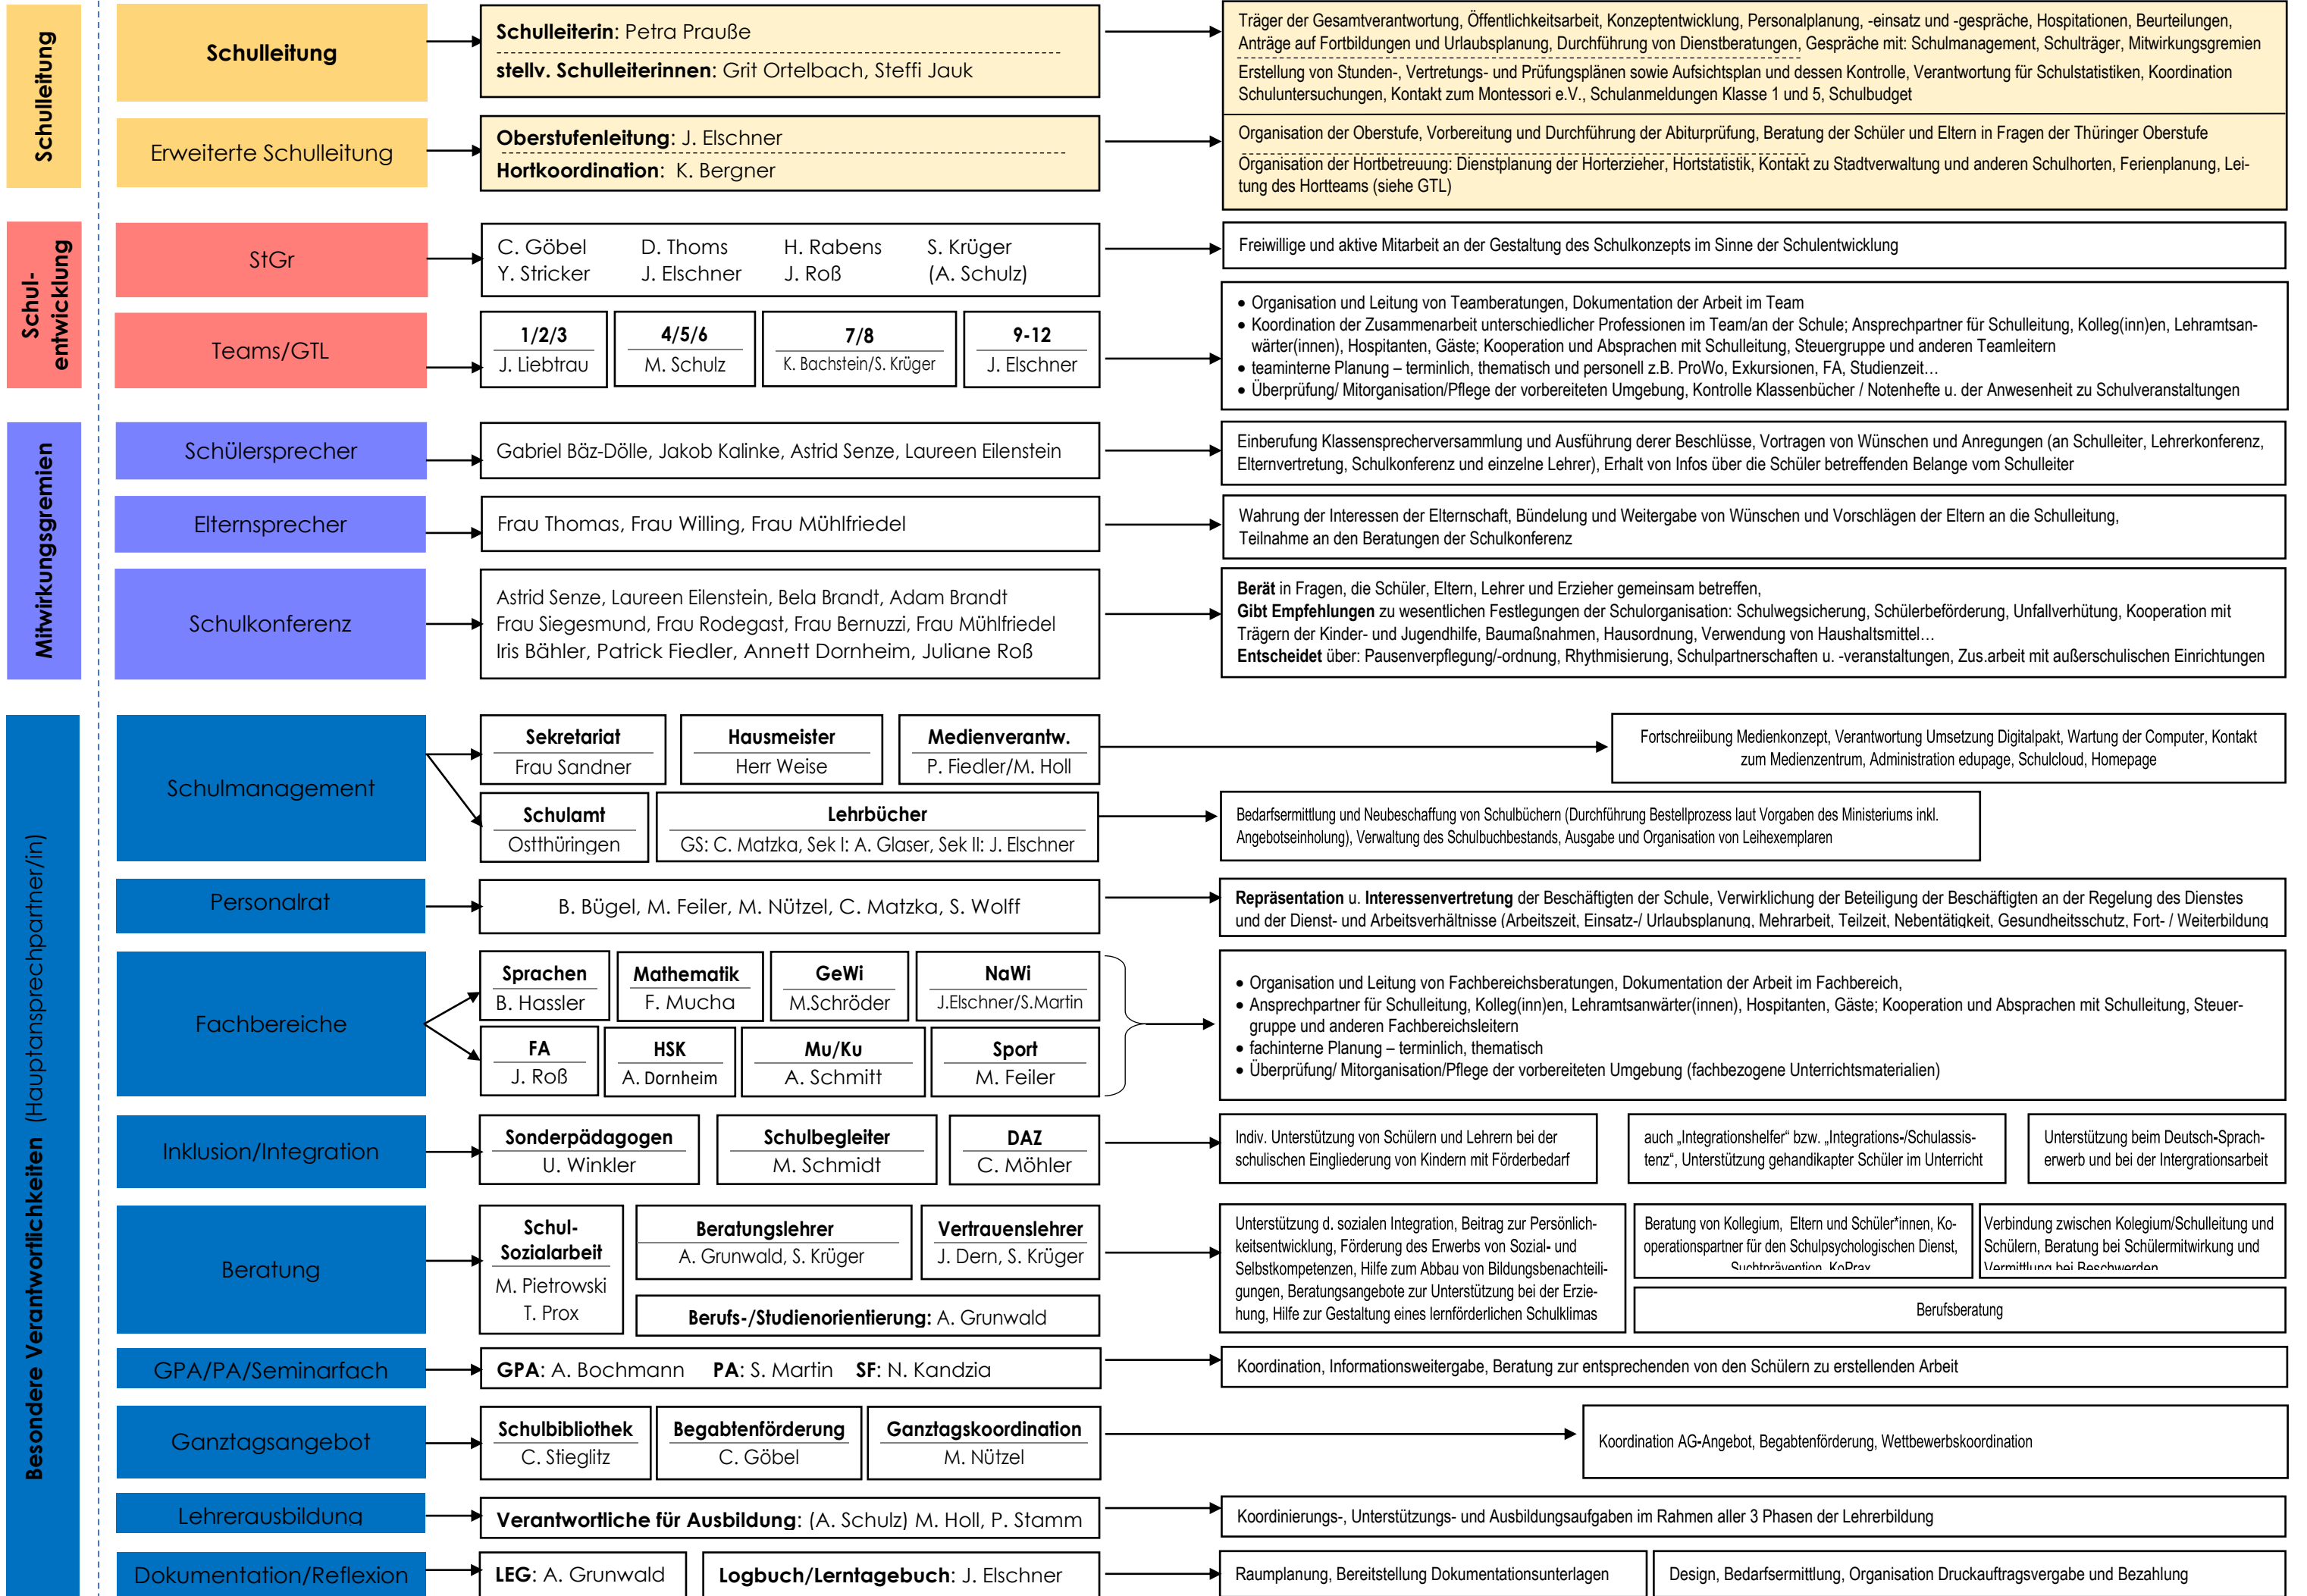 Schulleitung
Schulleitung
Schulleiterin: Petra Prauße
stellv. Schulleiterinnen: Grit Ortelbach, Steffi Jauk
Träger der Gesamtverantwortung, Öffentlichkeitsarbeit, Konzeptentwicklung, Personalplanung, -einsatz und -gespräche, Hospitationen, Beurteilungen,
Anträge auf Fortbildungen und Urlaubsplanung, Durchführung von Dienstberatungen, Gespräche mit: Schulmanagement, Schulträger, Mitwirkungsgremien
Erstellung von Stunden-, Vertretungs- und Prüfungsplänen sowie Aufsichtsplan und dessen Kontrolle, Verantwortung für Schulstatistiken, Koordination
Schuluntersuchungen, Kontakt zum Montessori e.V., Schulanmeldungen Klasse 1 und 5, Schulbudget
Erweiterte Schulleitung
Oberstufenleitung: J. Elschner
Hortkoordination: K. Bergner
Organisation der Oberstufe, Vorbereitung und Durchführung der Abiturprüfung, Beratung der Schüler und Eltern in Fragen der Thüringer Oberstufe
Organisation der Hortbetreuung: Dienstplanung der Horterzieher, Hortstatistik, Kontakt zu Stadtverwaltung und anderen Schulhorten, Ferienplanung, Lei-
tung des Hortteams (siehe GTL)
Schul-
entwicklung
StGr
C. Göbel D. Thoms H. Rabens S. Krüger
Y. Stricker J. Elschner J. Roß (A. Schulz)
Freiwillige und aktive Mitarbeit an der Gestaltung des Schulkonzepts im Sinne der Schulentwicklung
Teams/GTL
1/2/3
J. Liebtrau
4/5/6
M. Schulz
7/8
K. Bachstein/S. Krüger
9-12
J. Elschner
• Organisation und Leitung von Teamberatungen, Dokumentation der Arbeit im Team
• Koordination der Zusammenarbeit unterschiedlicher Professionen im Team/an der Schule; Ansprechpartner für Schulleitung, Kolleg(inn)en, Lehramtsan-
wärter(innen), Hospitanten, Gäste; Kooperation und Absprachen mit Schulleitung, Steuergruppe und anderen Teamleitern
• teaminterne Planung – terminlich, thematisch und personell z.B. ProWo, Exkursionen, FA, Studienzeit…
• Überprüfung/ Mitorganisation/Pflege der vorbereiteten Umgebung, Kontrolle Klassenbücher / Notenhefte u. der Anwesenheit zu Schulveranstaltungen
Mitwirkungsgremien
Schülersprecher
Gabriel Bäz-Dölle, Jakob Kalinke, Astrid Senze, Laureen Eilenstein
Einberufung Klassensprecherversammlung und Ausführung derer Beschlüsse, Vortragen von Wünschen und Anregungen (an Schulleiter, Lehrerkonferenz,
Elternvertretung, Schulkonferenz und einzelne Lehrer), Erhalt von Infos über die Schüler betreffenden Belange vom Schulleiter
Elternsprecher
Frau Thomas, Frau Willing, Frau Mühlfriedel
Wahrung der Interessen der Elternschaft, Bündelung und Weitergabe von Wünschen und Vorschlägen der Eltern an die Schulleitung,
Teilnahme an den Beratungen der Schulkonferenz
Schulkonferenz
Astrid Senze, Laureen Eilenstein, Bela Brandt, Adam Brandt
Frau Siegesmund, Frau Rodegast, Frau Bernuzzi, Frau Mühlfriedel
Iris Bähler, Patrick Fiedler, Annett Dornheim, Juliane Roß
Berät in Fragen, die Schüler, Eltern, Lehrer und Erzieher gemeinsam betreffen,
Gibt Empfehlungen zu wesentlichen Festlegungen der Schulorganisation: Schulwegsicherung, Schülerbeförderung, Unfallverhütung, Kooperation mit
Trägern der Kinder- und Jugendhilfe, Baumaßnahmen, Hausordnung, Verwendung von Haushaltsmittel…
Entscheidet über: Pausenverpflegung/-ordnung, Rhythmisierung, Schulpartnerschaften u. -veranstaltungen, Zus.arbeit mit außerschulischen Einrichtungen
Besondere Verantwortlichkeiten (Hauptansprechpartner/in)
Schulmanagement
Sekretariat
Frau Sandner
Hausmeister
Herr Weise
Medienverantw.
P. Fiedler/M. Holl
Fortschreiibung Medienkonzept, Verantwortung Umsetzung Digitalpakt, Wartung der Computer, Kontakt
zum Medienzentrum, Administration edupage, Schulcloud, Homepage
Schulamt
Ostthüringen
Lehrbücher
GS: C. Matzka, Sek I: A. Glaser, Sek II: J. Elschner
Bedarfsermittlung und Neubeschaffung von Schulbüchern (Durchführung Bestellprozess laut Vorgaben des Ministeriums inkl.
Angebotseinholung), Verwaltung des Schulbuchbestands, Ausgabe und Organisation von Leihexemplaren
Personalrat
B. Bügel, M. Feiler, M. Nützel, C. Matzka, S. Wolff
Repräsentation u. Interessenvertretung der Beschäftigten der Schule, Verwirklichung der Beteiligung der Beschäftigten an der Regelung des Dienstes
und der Dienst- und Arbeitsverhältnisse (Arbeitszeit, Einsatz-/ Urlaubsplanung, Mehrarbeit, Teilzeit, Nebentätigkeit, Gesundheitsschutz, Fort- / Weiterbildung
Fachbereiche
Sprachen
B. Hassler
Mathematik
F. Mucha
GeWi
M.Schröder
NaWi
J.Elschner/S.Martin
FA
J. Roß
HSK
A. Dornheim
Mu/Ku
A. Schmitt
Sport
M. Feiler
• Organisation und Leitung von Fachbereichsberatungen, Dokumentation der Arbeit im Fachbereich,
• Ansprechpartner für Schulleitung, Kolleg(inn)en, Lehramtsanwärter(innen), Hospitanten, Gäste; Kooperation und Absprachen mit Schulleitung, Steuer-
gruppe und anderen Fachbereichsleitern
• fachinterne Planung – terminlich, thematisch
• Überprüfung/ Mitorganisation/Pflege der vorbereiteten Umgebung (fachbezogene Unterrichtsmaterialien)
Inklusion/Integration
Sonderpädagogen
U. Winkler
Schulbegleiter
M. Schmidt
DAZ
C. Möhler
Indiv. Unterstützung von Schülern und Lehrern bei der
schulischen Eingliederung von Kindern mit Förderbedarf
auch „Integrationshelfer“ bzw. „Integrations-/Schulassis-
tenz“, Unterstützung gehandikapter Schüler im Unterricht
Unterstützung beim Deutsch-Sprach-
erwerb und bei der Intergrationsarbeit
Beratung
Schul-
Sozialarbeit
M. Pietrowski
T. Prox
Beratungslehrer
A. Grunwald, S. Krüger
Vertrauenslehrer
J. Dern, S. Krüger
Berufs-/Studienorientierung: A. Grunwald
Unterstützung d. sozialen Integration, Beitrag zur Persönlich-
keitsentwicklung, Förderung des Erwerbs von Sozial- und
Selbstkompetenzen, Hilfe zum Abbau von Bildungsbenachteili-
gungen, Beratungsangebote zur Unterstützung bei der Erzie-
hung, Hilfe zur Gestaltung eines lernförderlichen Schulklimas
Beratung von Kollegium, Eltern und Schüler*innen, Ko-
operationspartner für den Schulpsychologischen Dienst,
Suchtprävention, KoPrax
Verbindung zwischen Kolegium/Schulleitung und
Schülern, Beratung bei Schülermitwirkung und
Vermittlung bei Beschwerden
Berufsberatung
GPA/PA/Seminarfach
GPA: A. Bochmann PA: S. Martin SF: N. Kandzia
Koordination, Informationsweitergabe, Beratung zur entsprechenden von den Schülern zu erstellenden Arbeit
Ganztagsangebot
Schulbibliothek
C. Stieglitz
Begabtenförderung
C. Göbel
Ganztagskoordination
M. Nützel
Koordination AG-Angebot, Begabtenförderung, Wettbewerbskoordination
Lehrerausbildung
Verantwortliche für Ausbildung: (A. Schulz) M. Holl, P. Stamm
Koordinierungs-, Unterstützungs- und Ausbildungsaufgaben im Rahmen aller 3 Phasen der Lehrerbildung
Dokumentation/Reflexion
LEG: A. Grunwald
Logbuch/Lerntagebuch: J. Elschner
Raumplanung, Bereitstellung Dokumentationsunterlagen
Design, Bedarfsermittlung, Organisation Druckauftragsvergabe und Bezahlung